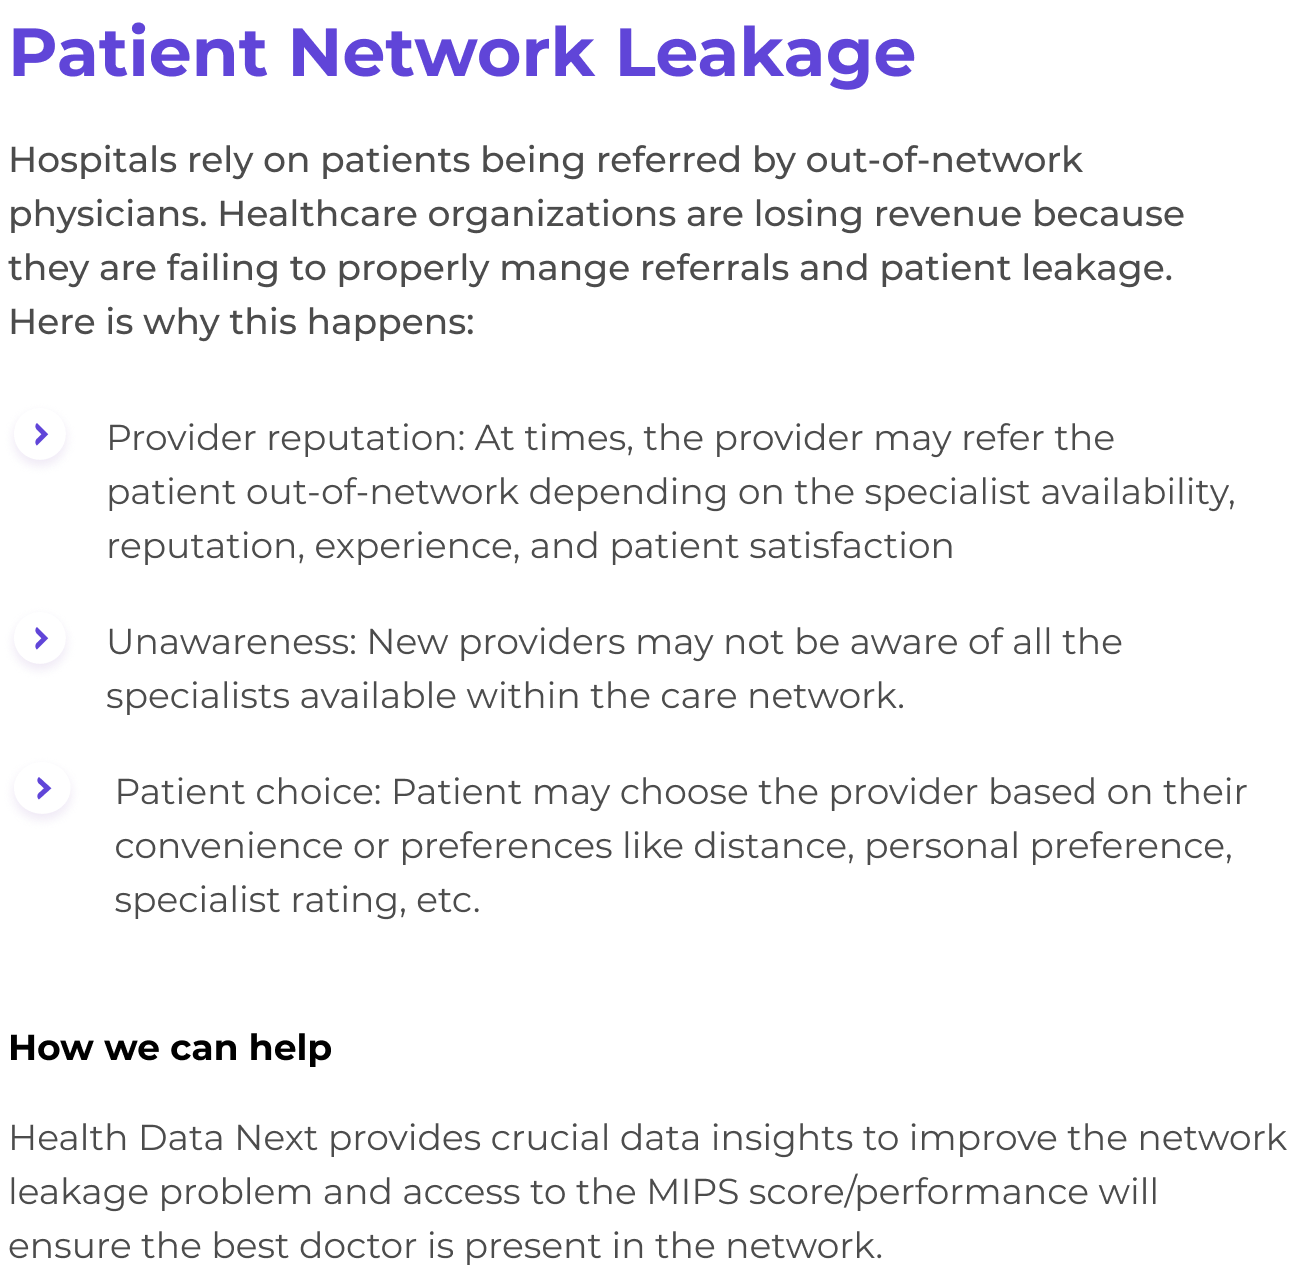 Patient Network Leakage
Hospitals rely on patients being referred by out-of-network
physicians. Healthcare organizations are losing revenue because
they are failing to properly mange referrals and patient leakage.
Here is why this happens:
Provider reputation: At times, the provider may refer the
patient out-of-network depending on the specialist availability,
reputation, experience, and patient satisfaction
Unawareness: New providers may not be aware of all the
specialists available within the care network.
Patient choice: Patient may choose the provider based on their
convenience or preferences like distance, personal preference,
specialist rating, etc.
How we can help
Health Data Next provides crucial data insights to improve the network
leakage problem and access to the MIPS score/performance will
ensure the best doctor is present in the network.